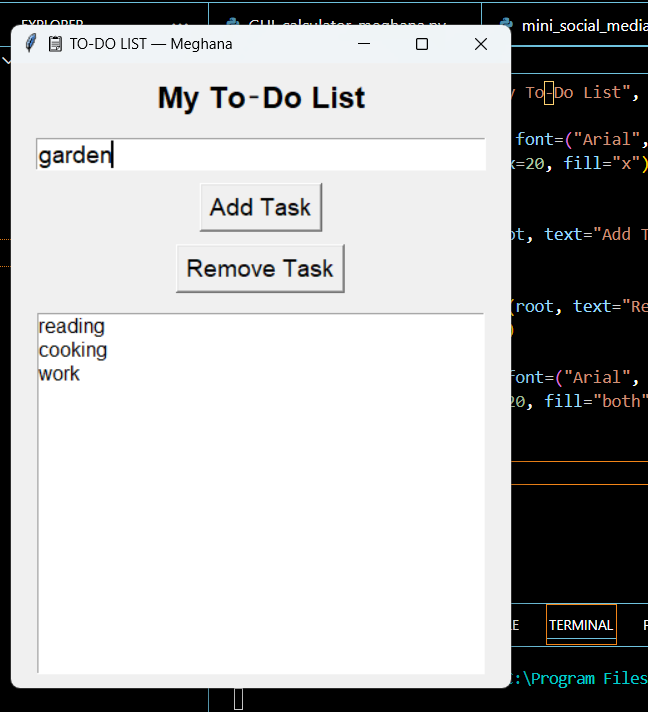 EXPLORER
GUI_calculator_meghana.py
mini_social_media
TO-DO LIST — Meghana
My To-Do List
garden
Add Task
Remove Task
reading
cooking
work
To-Do List",
font=("Arial",
=20, fill="x")
text="Add T
(root, text="Re
)
font=("Arial",
20, fill="both"
TERMINAL
:\Program Files